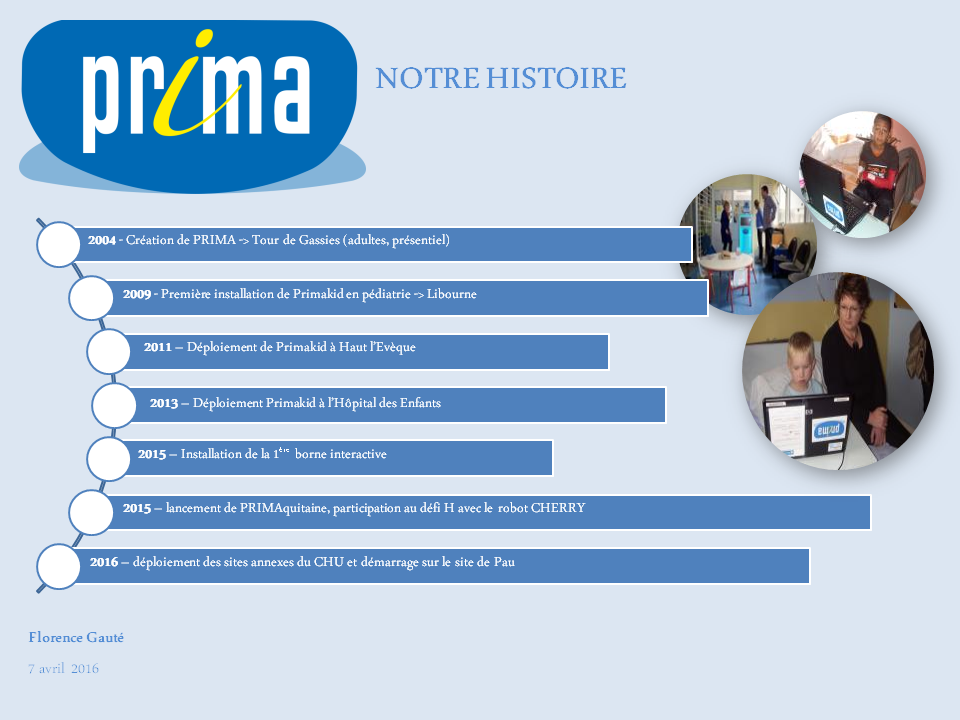 prima
NOTRE HISTOIRE
2004 - Création de PRIMA -> Tour de Gassies (adultes, présentiel)
2009 - Première installation de Primakid en pédiatrie -> Libourne
2011 – Déploiement de Primakid à Haut l'Evèque
2013 – Déploiement Primakid à l'Hôpital des Enfants
2015 – Installation de la 1ère borne interactive
2015 – lancement de PRIMAquitaine, participation au défi H avec le robot CHERRY
2016 – déploiement des sites annexes du CHU et démarrage sur le site de Pau
prima
prima
Florence Gauté
7 avril 2016